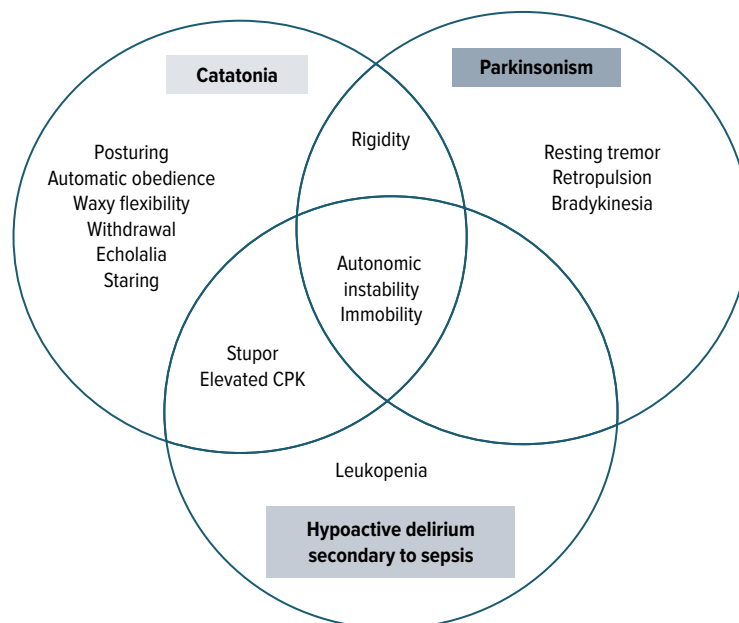 Catatonia
Parkinsonism
Rigidity
Posturing
Automatic obedience
Waxy flexibility
Withdrawal
Echolalia
Staring
Resting tremor
Retropulsion
Bradykinesia
Autonomic
instability
Immobility
Stupor
Elevated CPK
Leukopenia
Hypoactive delirium
secondary to sepsis